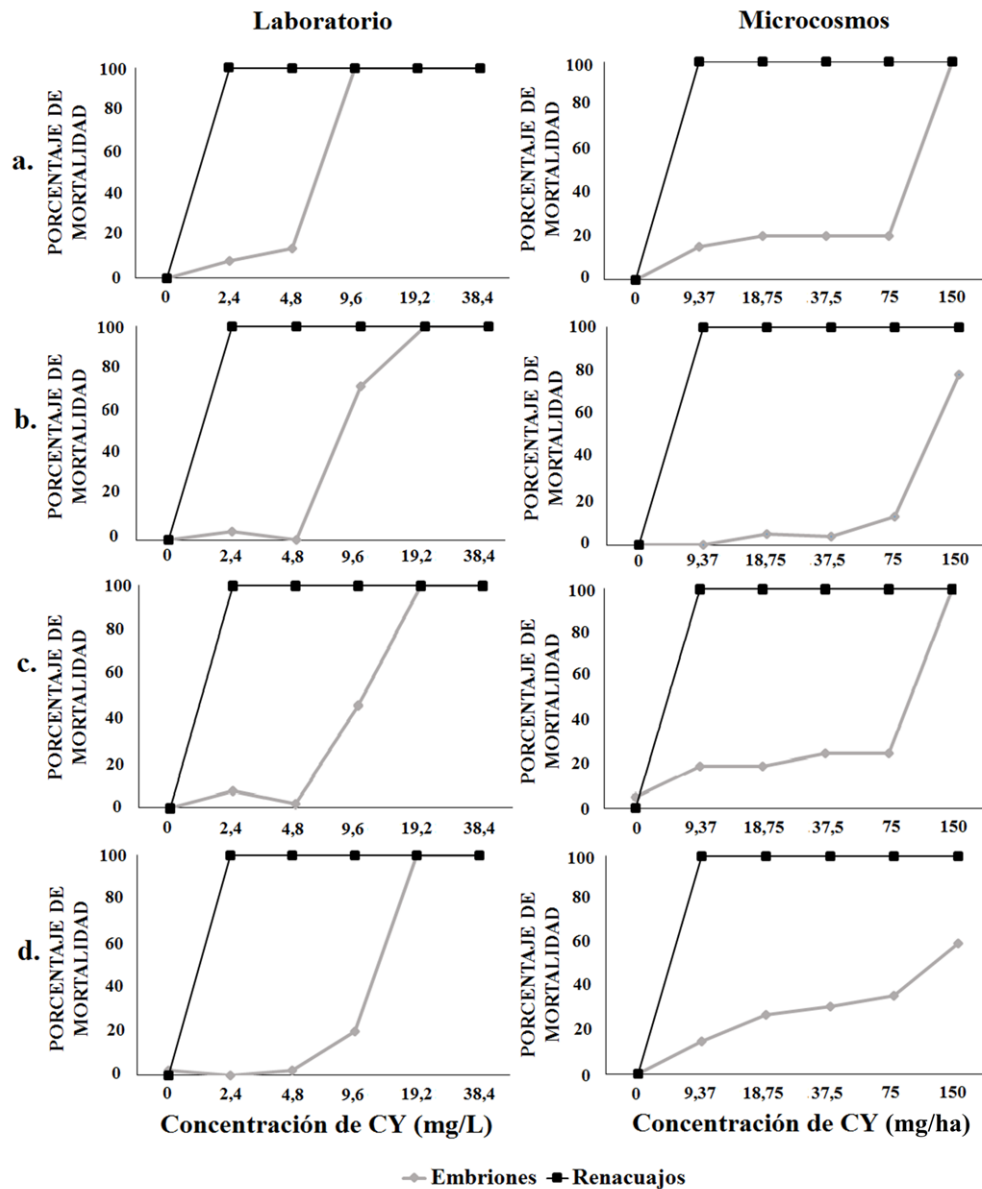 Laboratorio
Microcosmos
a.
PORCENTAJE DE
MORTALIDAD
100
80
60
40
20
0
0 2,4 4,8 9,6 19,2 38,4
PORCENTAJE DE
MORTALIDAD
100
80
60
40
20
0
0 9,37 18,75 .37,5 75 150
b.
PORCENTAJE DE
MORTALIDAD
100
80
60
40
20
0
0 2,4 4,8 9,6 19,2 38,4
PORCENTAJE DE
MORTALIDAD
100
80
60
40
20
0
0 9,37 18,75 .37,5 75 150
c.
PORCENTAJE DE
MORTALIDAD
100
80
60
40
20
0
0 2,4 4,8 9,6 19,2 38,4
PORCENTAJE DE
MORTALIDAD
100
80
60
40
20
0
0 9,37 18,75 .37,5 75 150
d.
PORCENTAJE DE
MORTALIDAD
100
80
60
40
20
0
0 2,4 4,8 9,6 19,2 38,4
PORCENTAJE DE
MORTALIDAD
100
80
60
40
20
0
0 9,37 18,75 .37,5 75 150
Concentración de CY (mg/L)
Concentración de CY (mg/ha)
Embriones Renacuajos